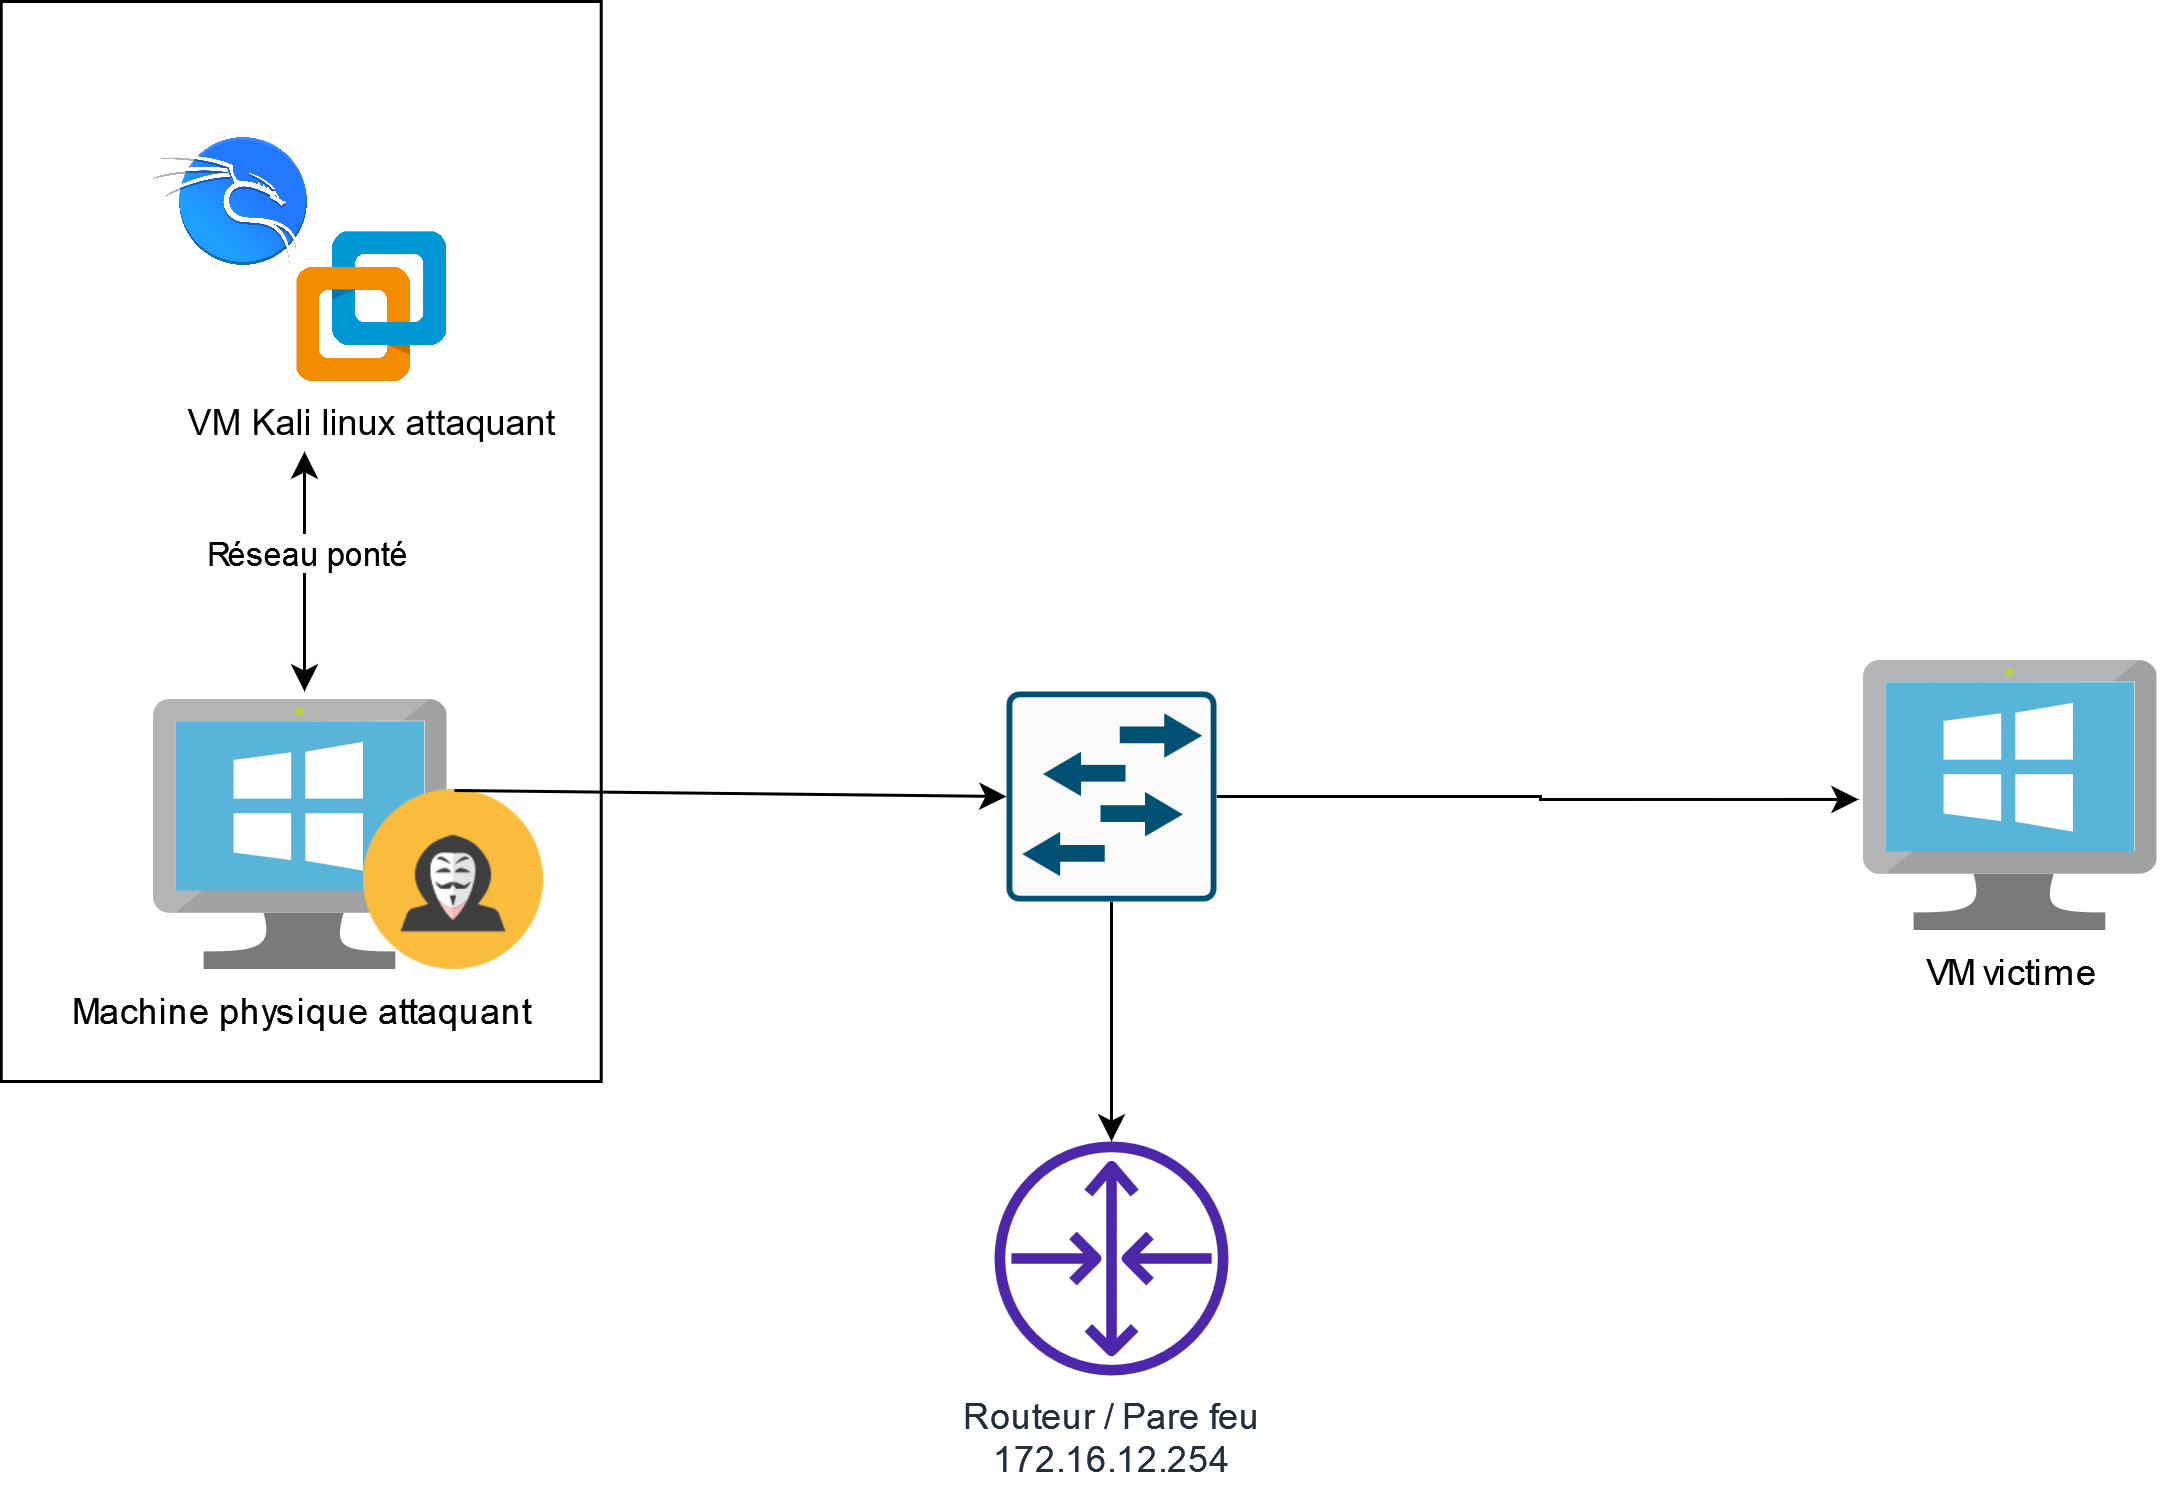 VM Kali linux attaquant
Réseau ponté
Machine physique attaquant
VM victime
Routeur / Pare feu
172.16.12.254